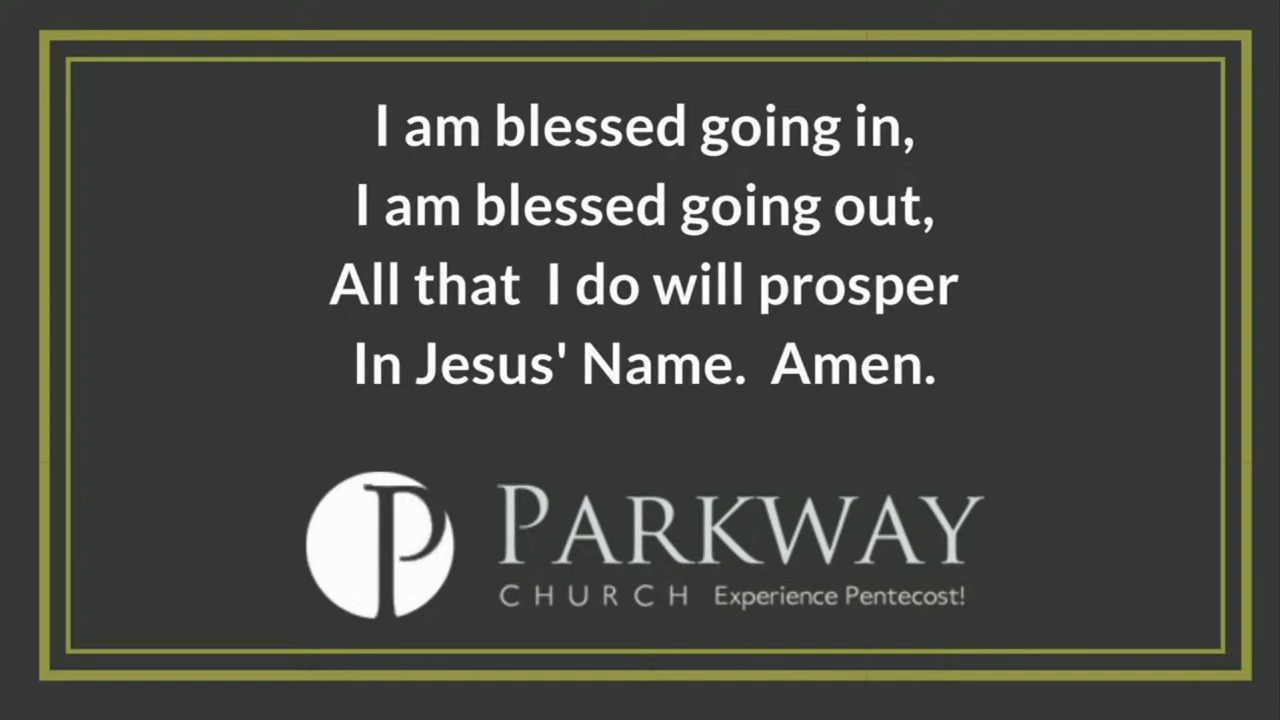 I am blessed going in,
I am blessed going out,
All that  I do will prosper
In Jesus' Name.  Amen.
P PARKWAY
CHURCH Experience Pentecost!